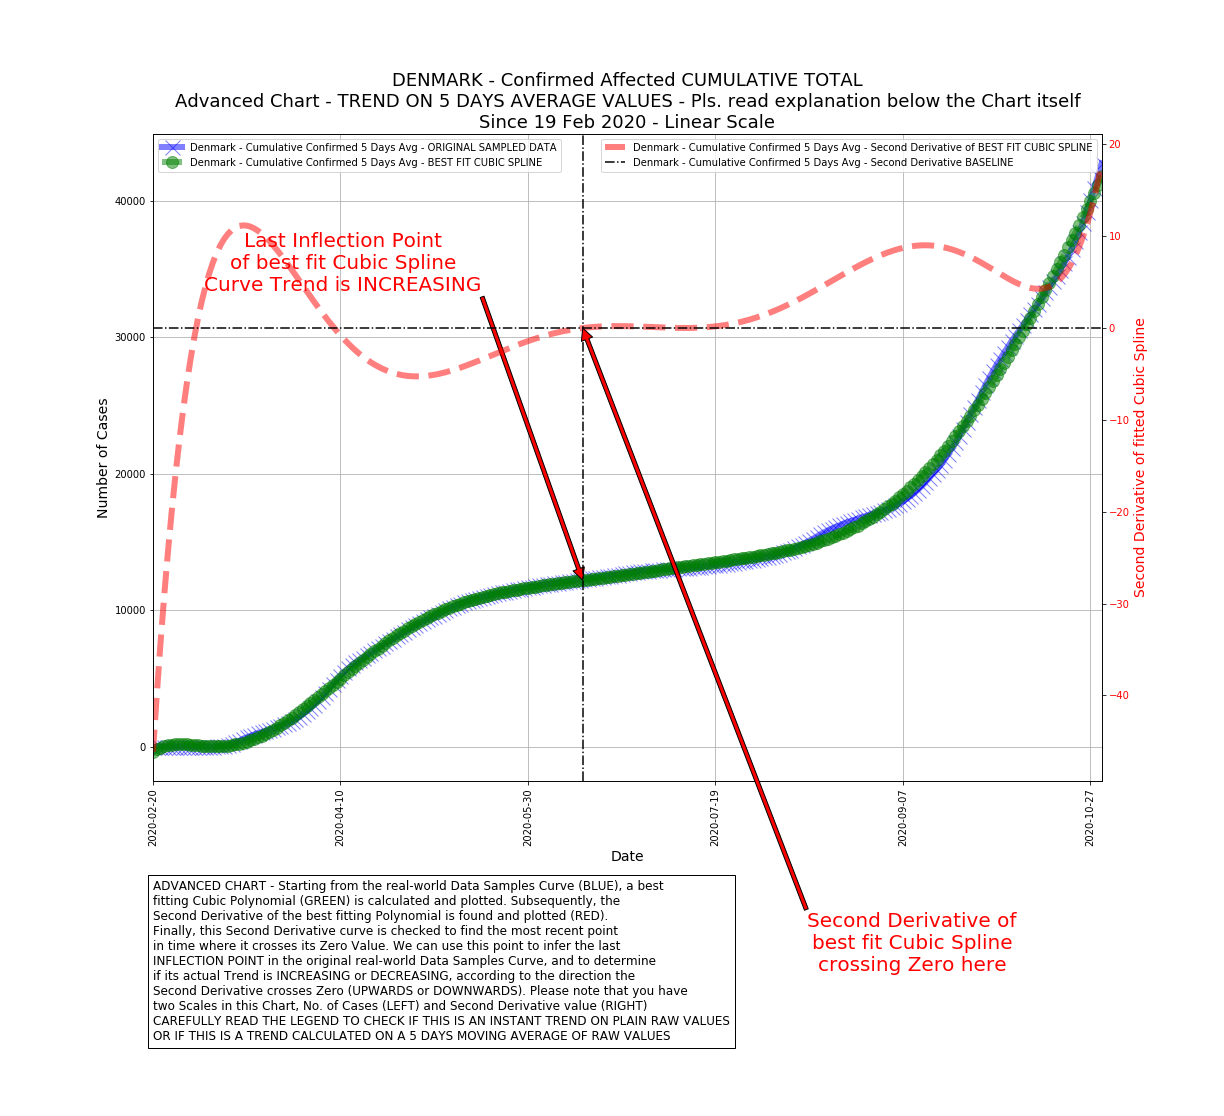 DENMARK - Confirmed Affected CUMULATIVE TOTAL
Advanced Chart - TREND ON 5 DAYS AVERAGE VALUES - Pls. read explanation below the Chart itself
Since 19 Feb 2020 - Linear Scale
Denmark - Cumulative Confirmed 5 Days Avg - ORIGINAL SAMPLED DATA
Denmark - Cumulative Confirmed 5 Days Avg - BEST FIT CUBIC SPLINE
Denmark - Cumulative Confirmed 5 Days Avg - Second Derivative of BEST FIT CUBIC SPLINE
Denmark - Cumulative Confirmed 5 Days Avg - Second Derivative BASELINE
Last Inflection Point
of best fit Cubic Spline
Curve Trend is INCREASING
Number of Cases
40000
30000
20000
10000
0
20
10
0
−10
−20
−30
−40
Second Derivative of fitted Cubic Spline
2020-02-20
2020-04-10
2020-05-30
2020-07-19
2020-09-07
2020-10-27
Date
ADVANCED CHART - Starting from the real-world Data Samples Curve (BLUE), a best
fitting Cubic Polynomial (GREEN) is calculated and plotted. Subsequently, the
Second Derivative of the best fitting Polynomial is found and plotted (RED).
Finally, this Second Derivative curve is checked to find the most recent point
in time where it crosses its Zero Value. We can use this point to infer the last
INFLECTION POINT in the original real-world Data Samples Curve, and to determine
if its actual Trend is INCREASING or DECREASING, according to the direction the
Second Derivative crosses Zero (UPWARDS or DOWNWARDS). Please note that you have
two Scales in this Chart, No. of Cases (LEFT) and Second Derivative value (RIGHT)
CAREFULLY READ THE LEGEND TO CHECK IF THIS IS AN INSTANT TREND ON PLAIN RAW VALUES
OR IF THIS IS A TREND CALCULATED ON A 5 DAYS MOVING AVERAGE OF RAW VALUES
Second Derivative of
best fit Cubic Spline
crossing Zero here